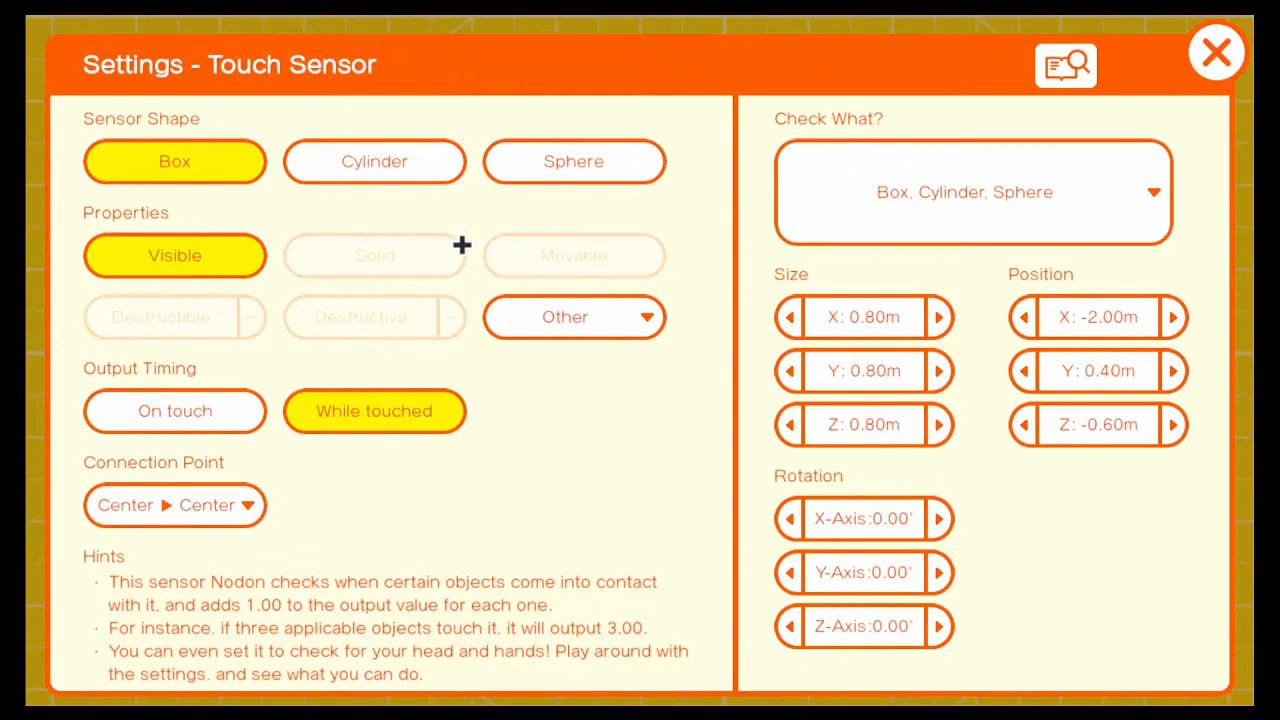 Settings - Touch Sensor
Sensor Shape
Box
Cylinder
Sphere
Properties
Visible
Solid
Movable
Destructible
...
Destructive
...
Other
Output Timing
On touch
While touched
Connection Point
Center ▶ Center
Hints
· This sensor Nodon checks when certain objects come into contact
with it, and adds 1.00 to the output value for each one.
· For instance, if three applicable objects touch it, it will output 3.00.
· You can even set it to check for your head and hands! Play around with
the settings, and see what you can do.
Check What?
Box, Cylinder, Sphere
Size
X: 0.80m
Y: 0.80m
Z: 0.80m
Position
X: -2.00m
Y: 0.40m
Z: -0.60m
Rotation
X-Axis:0.00°
Y-Axis:0.00°
Z-Axis:0.00°